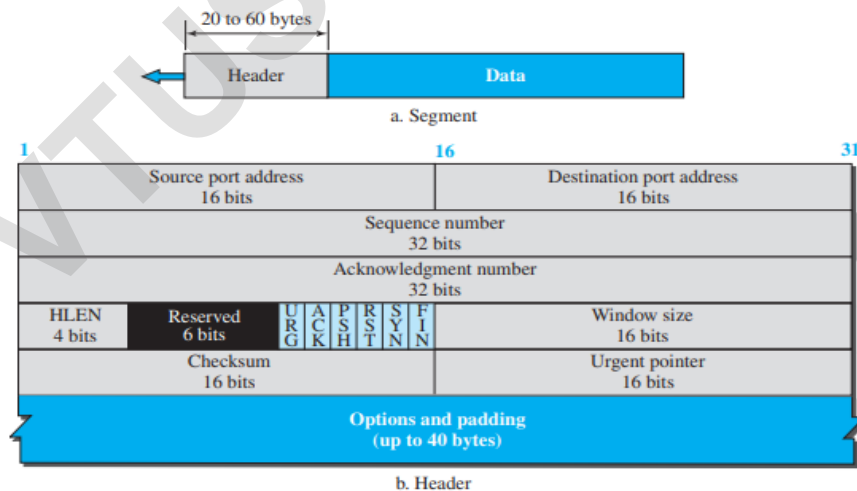 20 to 60 bytes
Header
Data
a. Segment
1
16
31
Source port address
16 bits
Destination port address
16 bits
Sequence number
32 bits
Acknowledgment number
32 bits
HLEN
4 bits
Reserved
6 bits
URG
ACK
PSH
RST
SYN
FIN
Window size
16 bits
Checksum
16 bits
Urgent pointer
16 bits
Options and padding
(up to 40 bytes)
b. Header
VTUS